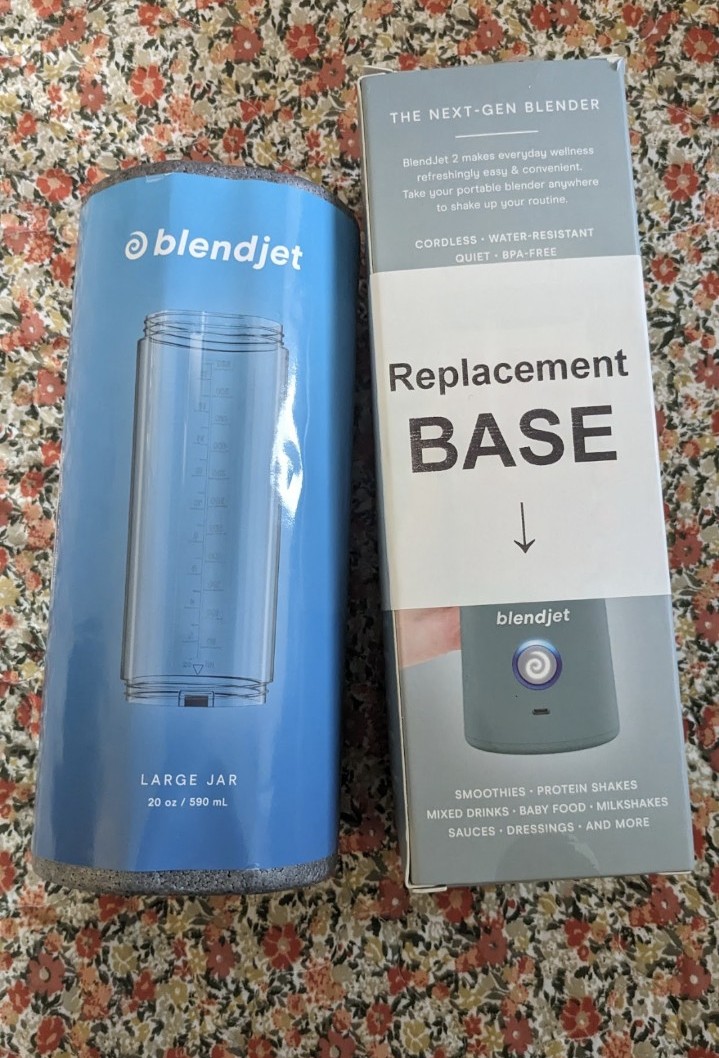 blendjet
LARGE JAR
20 oz / 590 mL
THE NEXT-GEN BLENDER
BlendJet 2 makes everyday wellness
refreshingly easy & convenient.
Take your portable blender anywhere
to shake up your routine.
CORDLESS • WATER-RESISTANT
QUIET • BPA-FREE
Replacement
BASE
blendjet
SMOOTHIES • PROTEIN SHAKES
MIXED DRINKS • BABY FOOD • MILKSHAKES
SAUCES • DRESSINGS • AND MORE